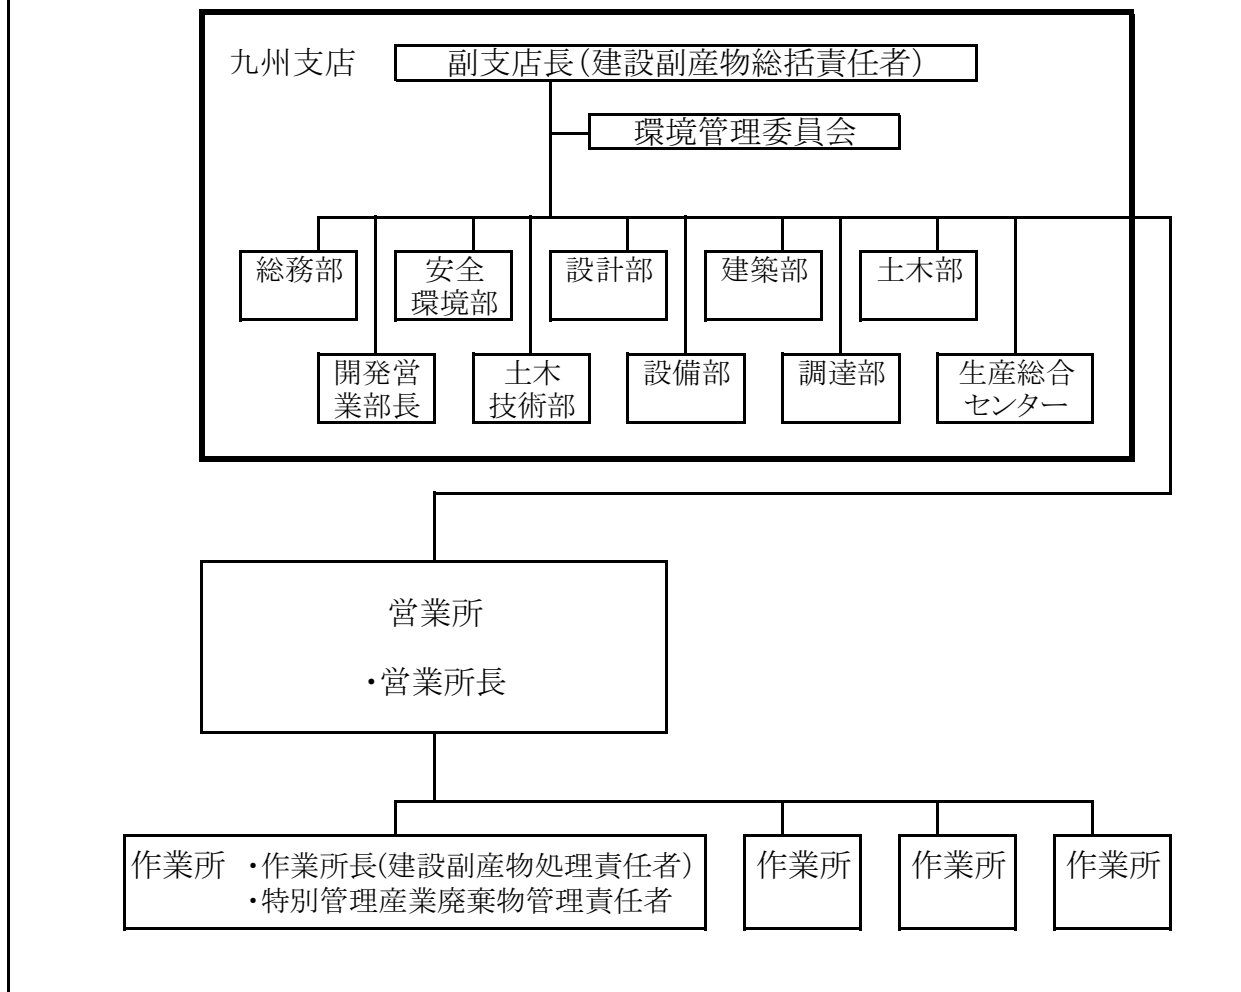 九州支店
副支店長(建設副産物総括責任者)
環境管理委員会
総務部
安全
環境部
設計部
建築部
土木部
開発営
業部長
土木
技術部
設備部
調達部
生産総合
センター
営業所
・営業所長
作業所 ・作業所長(建設副産物処理責任者)
・特別管理産業廃棄物管理責任者
作業所
作業所
作業所